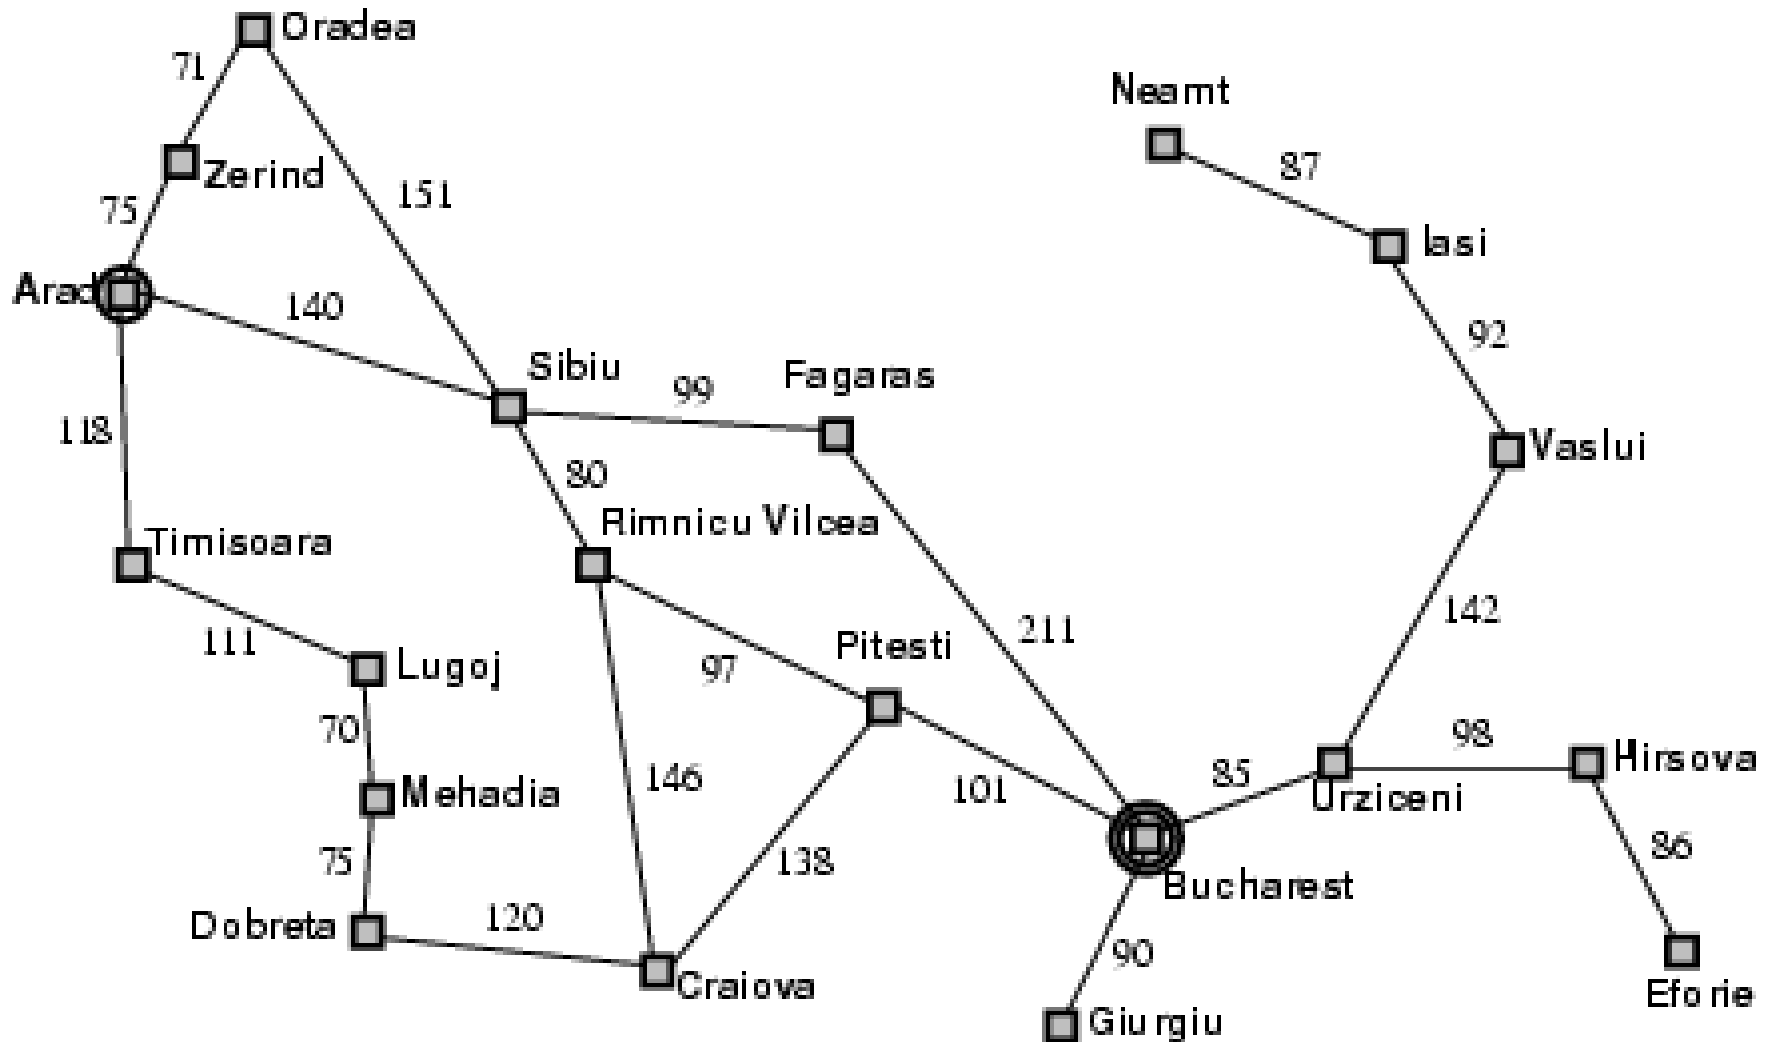 Oradea
71
Neamt
87
Zerind
151
75
Iasi
Arad
140
92
Sibiu
Fagaras
99
118
Vaslui
80
Rimnicu Vilcea
Timisoara
142
211
111
Pitesti
Lugoj
97
70
98
Hirsova
146
85
101
Mehadia
Urziceni
75
138
86
Bucharest
Dobreta
120
90
Craiova
Eforie
Giurgiu